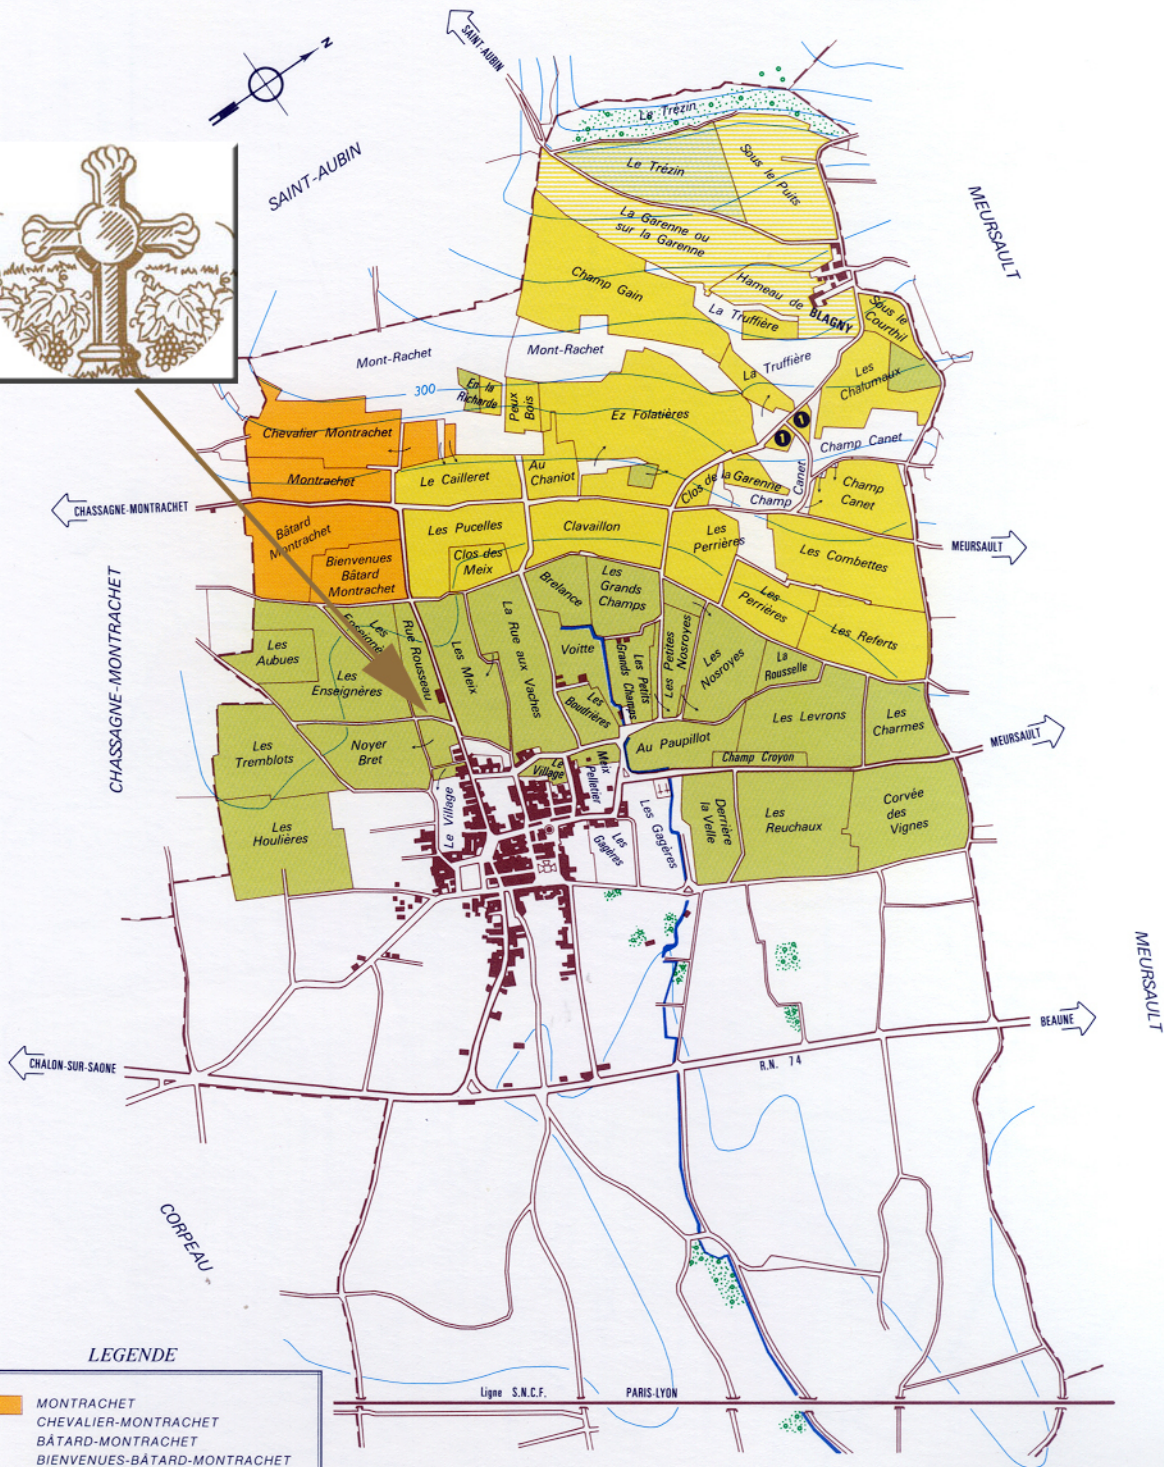 SAINT-AUBIN
N
SAINT-AUBIN
Le Trézin
Le Trézin
Sous le Puits
MEURSAULT
La Garenne ou
sur la Garenne
Champ Gain
Hameau de
BLAGNY
La Truffière
Sous le
Courthil
Mont-Rachet
Mont-Rachet
La Truffière
Les
Chalumaux
300
En la
Richarde
Peux
Bois
Ez Folatières
1
1
Champ Canet
Chevalier Montrachet
Montrachet
Le Cailleret
Au
Chaniot
Clos de la Garenne
Champ
Canet
Champ
Canet
CHASSAGNE-MONTRACHET
Bâtard
Montrachet
Les Pucelles
Clavaillon
Les
Perrières
Les Combettes
MEURSAULT
Bienvenues
Bâtard
Montrachet
Clos des
Meix
Brelance
Les
Grands
Champs
Les
Perrières
Les Referts
CHASSAGNE-MONTRACHET
Les
Aubues
Les
Enseignères
Les
Enseignères
Rue Rousseau
Les Meix
La Rue aux Vaches
Voitte
Les Petits
Grands Champs
Les Petites
Nosroyes
Les
Nosroyes
La
Rousselle
Les
Boudrières
Les Levrons
Les
Charmes
Les
Tremblots
Noyer
Bret
Au Paupillot
Champ Croyon
MEURSAULT
Le
Village
Meix
Pelletier
Le Village
Les Gagères
Les
Gagères
Derrière
la Velle
Les
Reuchaux
Corvée
des
Vignes
Les
Houlières
MEURSAULT
BEAUNE
CHALON-SUR-SAONE
R.N. 74
CORPEAU
LEGENDE
MONTRACHET
CHEVALIER-MONTRACHET
BÂTARD-MONTRACHET
BIENVENUES-BÂTARD-MONTRACHET
Ligne S.N.C.F. PARIS-LYON